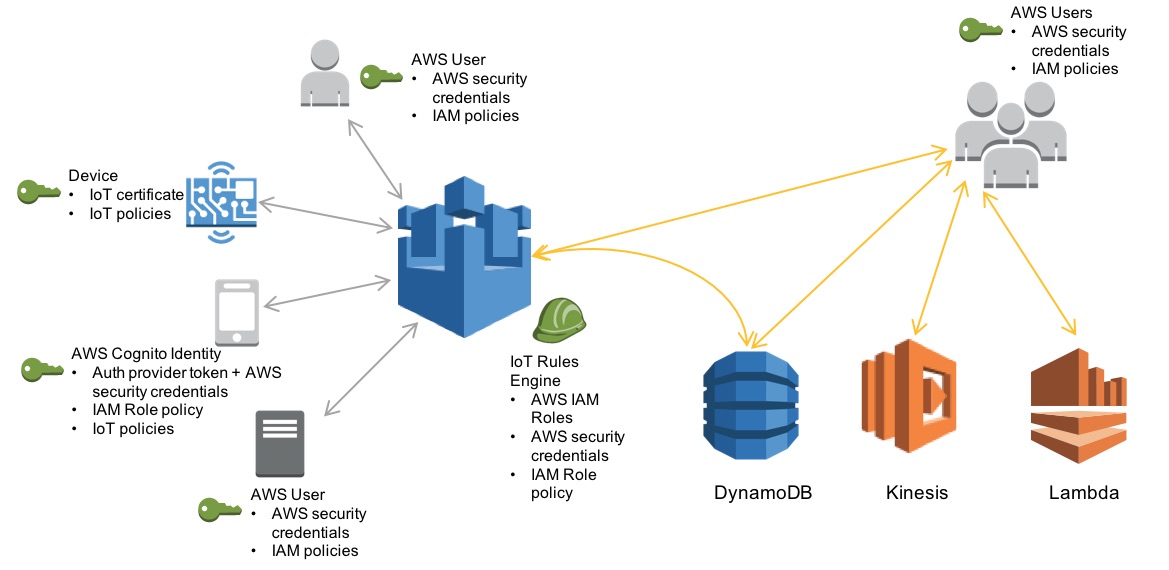 AWS Users
• AWS security
credentials
• IAM policies
AWS User
• AWS security
credentials
• IAM policies
Device
• IoT certificate
• IoT policies
AWS Cognito Identity
• Auth provider token + AWS
security credentials
• IAM Role policy
• IoT policies
IoT Rules
Engine
• AWS IAM
Roles
• AWS security
credentials
• IAM Role
policy
AWS User
• AWS security
credentials
• IAM policies
DynamoDB
Kinesis
Lambda